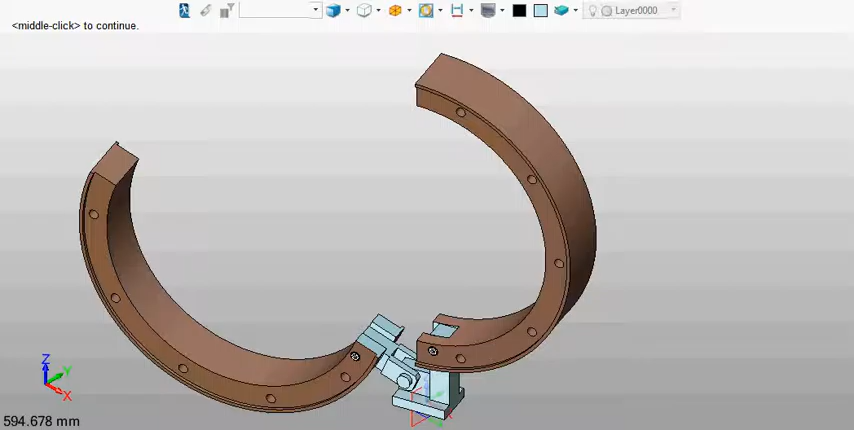 Layer0000
<middle-click> to continue.
Z
Y
X
594.678 mm